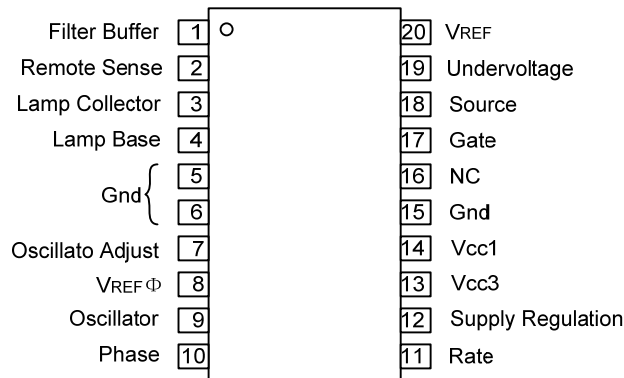 Filter Buffer 1 20 VREF
Remote Sense 2 19 Undervoltage
Lamp Collector 3 18 Source
Lamp Base 4 17 Gate
Gnd 5 16 NC
6 15 Gnd
Oscillato Adjust 7 14 Vcc1
VREFΦ 8 13 Vcc3
Oscillator 9 12 Supply Regulation
Phase 10 11 Rate